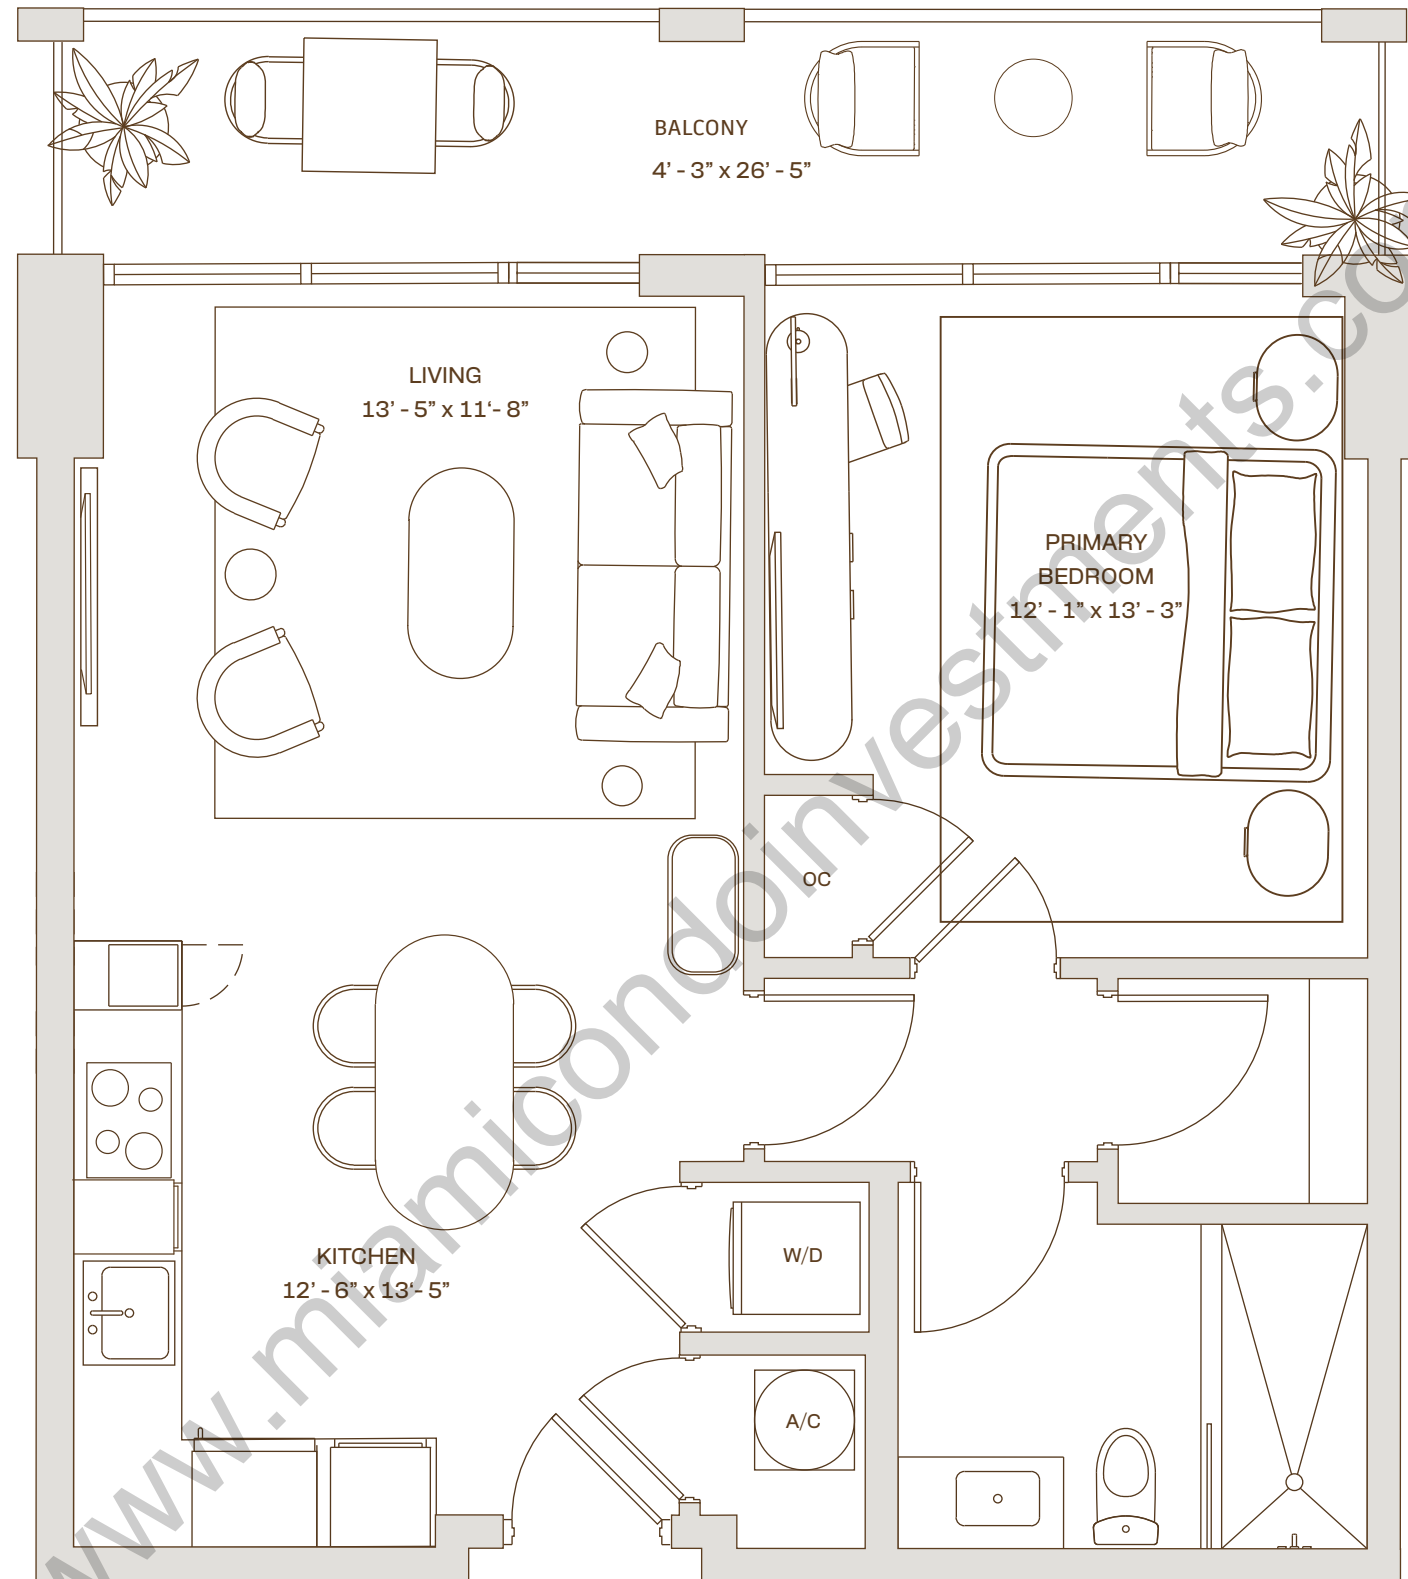 BALCONY
4' - 3” x 26' - 5”
LIVING
13' - 5” x 11'- 8”
PRIMARY
BEDROOM
12' - 1” x 13' - 3”
OC
KITCHEN
12' - 6” x 13'- 5”
W/D
A/C
www.miamicondoinvestments.com